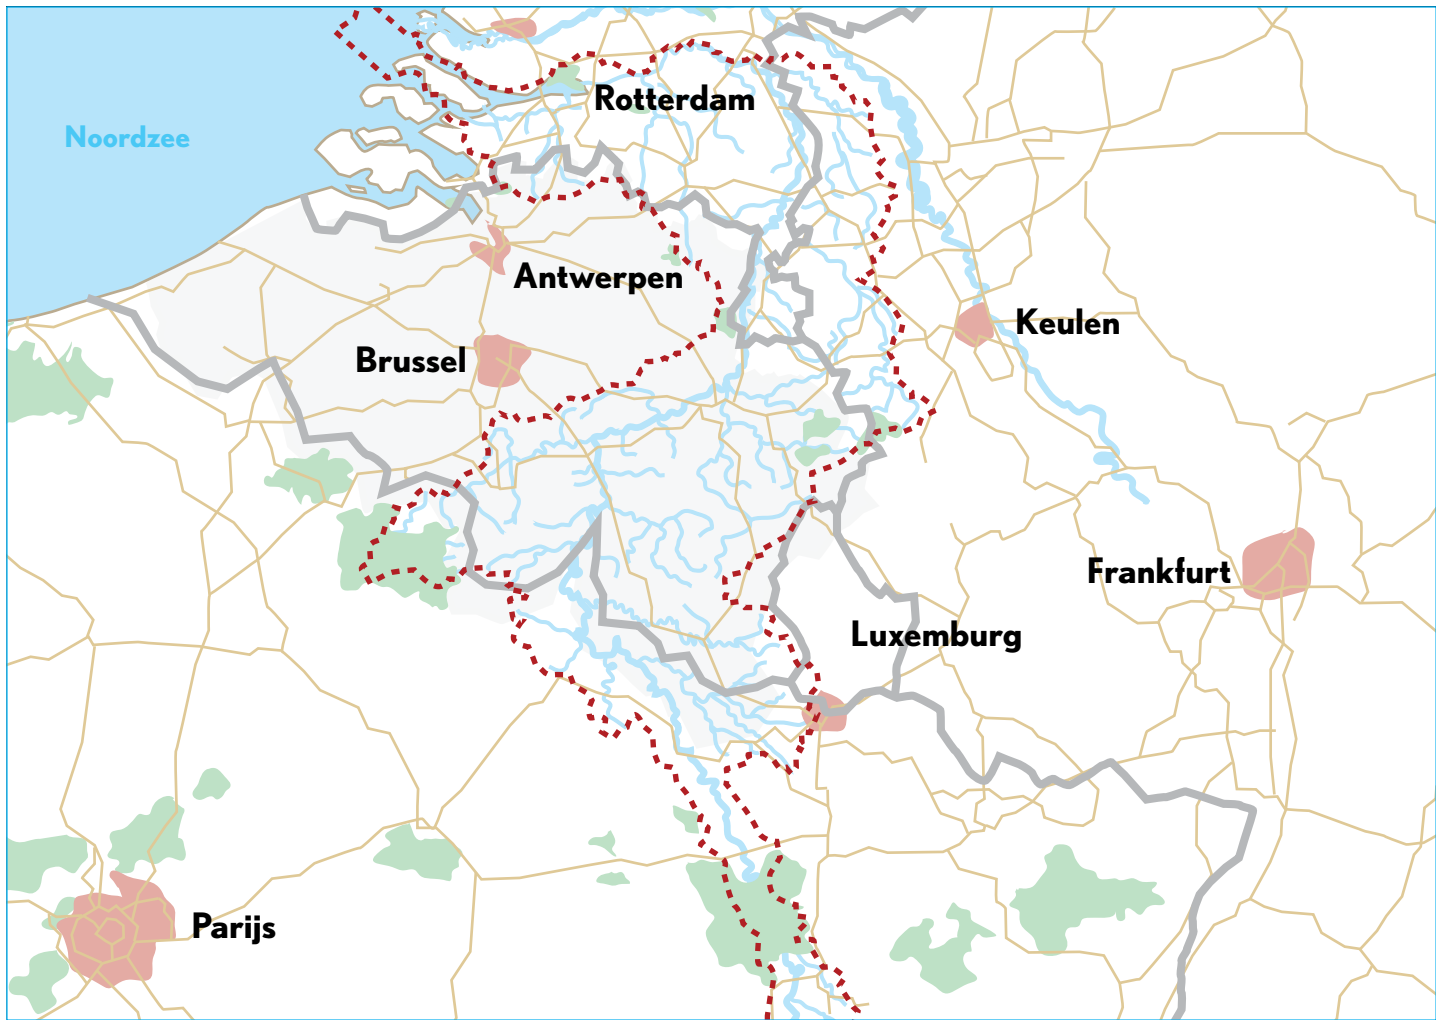 Rotterdam
Noordzee
Antwerpen
Keulen
Brussel
Frankfurt
Luxemburg
Parijs